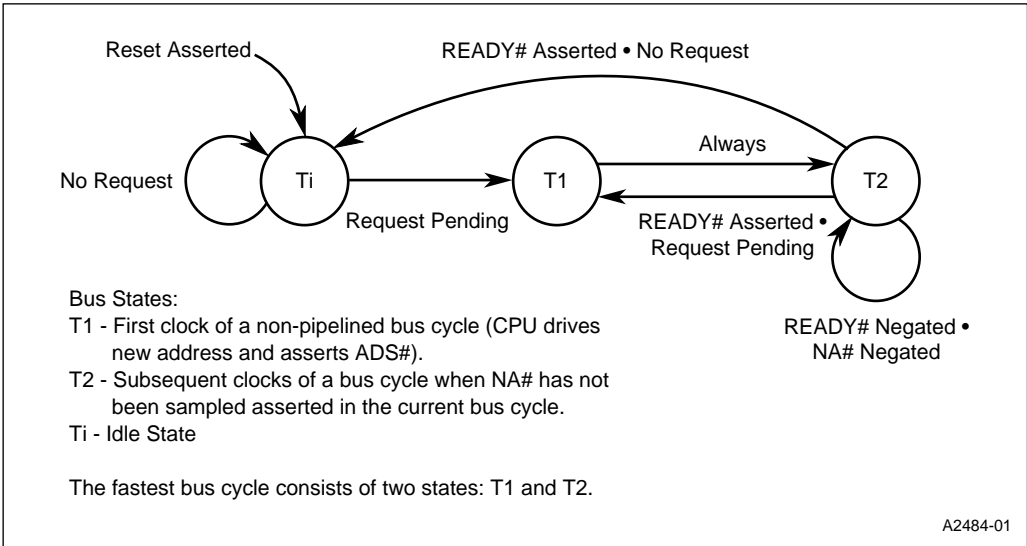 Reset Asserted
READY# Asserted • No Request
Always
No Request
Ti
T1
T2
Request Pending
READY# Asserted •
Request Pending
READY# Negated •
NA# Negated
Bus States:
T1 - First clock of a non-pipelined bus cycle (CPU drives
new address and asserts ADS#).
T2 - Subsequent clocks of a bus cycle when NA# has not
been sampled asserted in the current bus cycle.
Ti - Idle State
The fastest bus cycle consists of two states: T1 and T2.
A2484-01